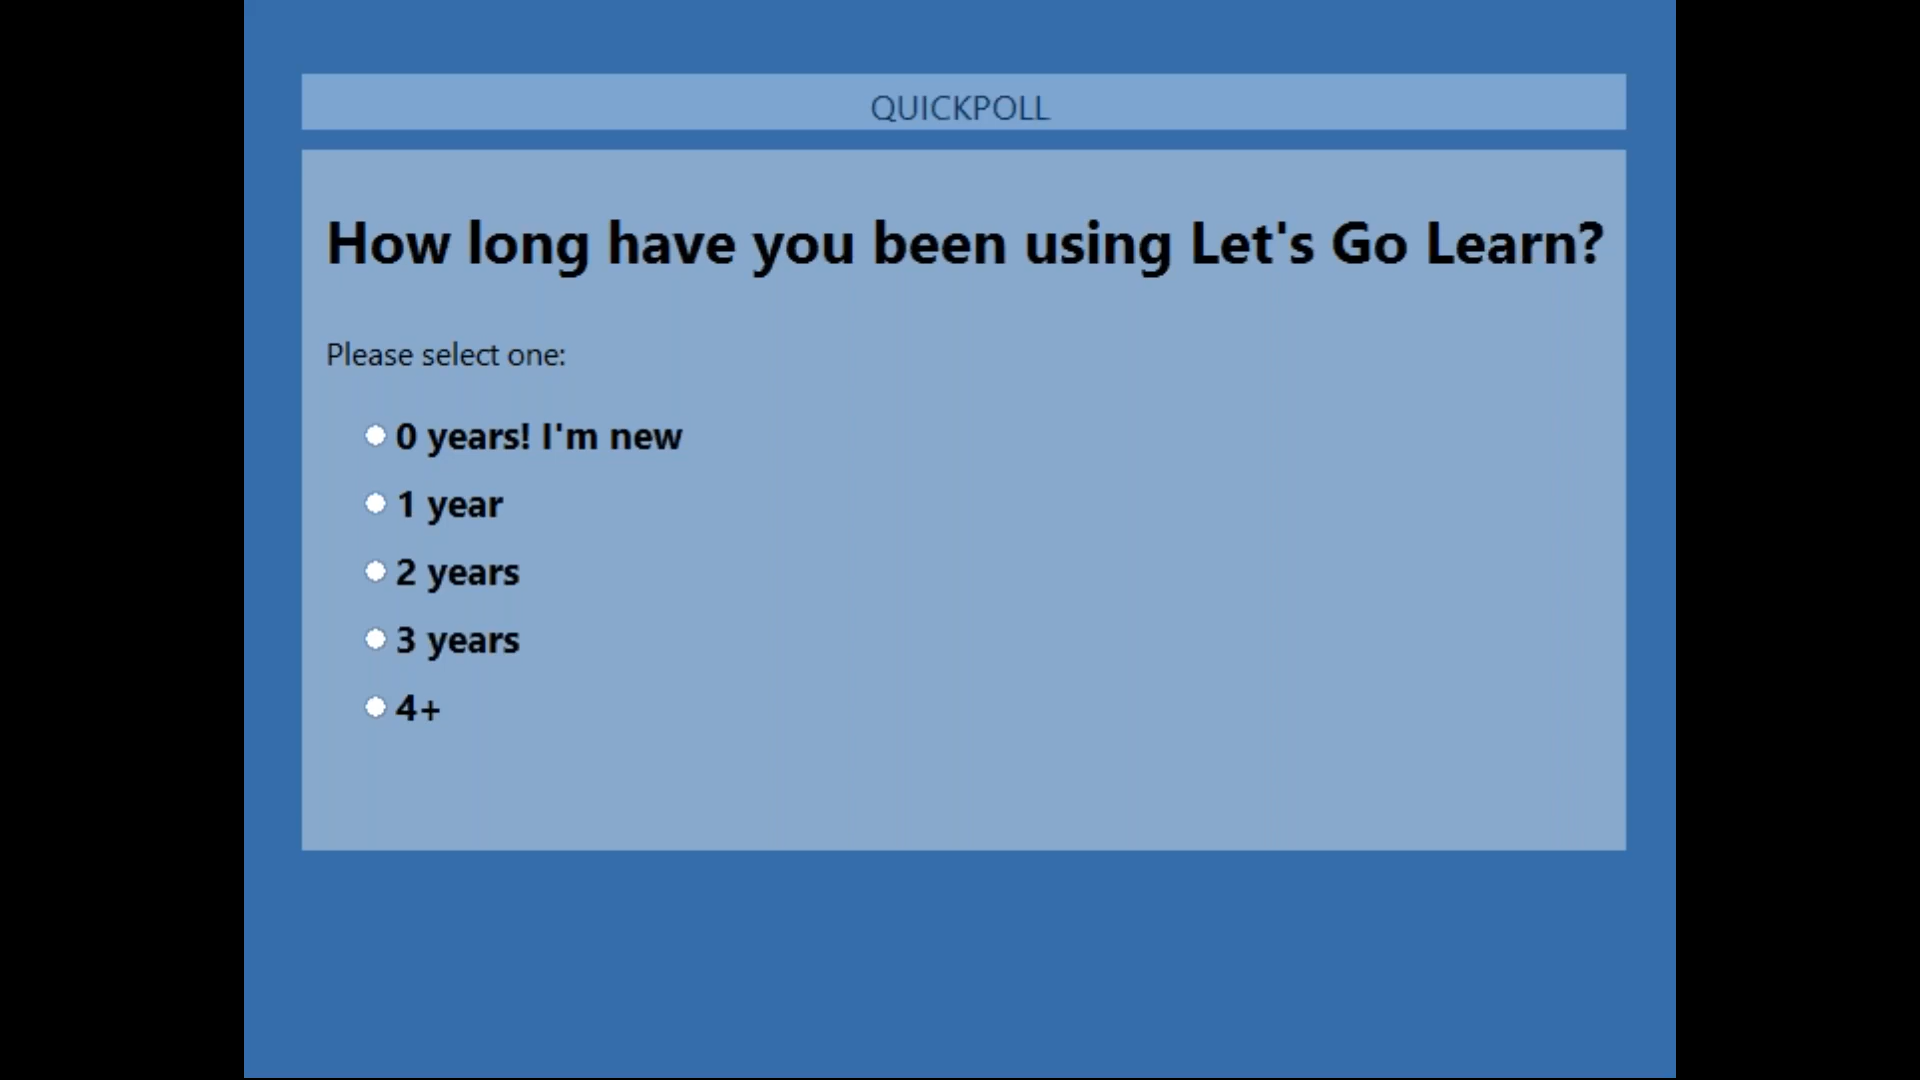 QUICKPOLL
How long have you been using Let's Go Learn?
Please select one:
0 years! I'm new
1 year
2 years
3 years
4+